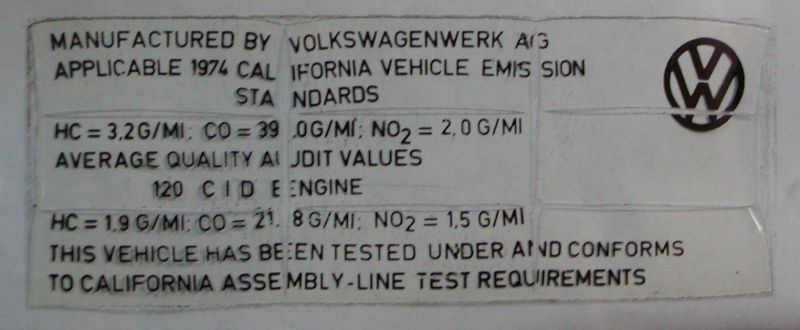 MANUFACTURED BY VOLKSWAGENWERK A/G
APPLICABLE 1974 CALIFORNIA VEHICLE EMISSION
STANDARDS
HC = 3,2 G/MI; CO = 39,0 G/MI; NO2 = 2,0 G/MI
AVERAGE QUALITY AUDIT VALUES
120 C I D ENGINE
HC = 1,9 G/MI; CO = 21,8 G/MI; NO2 = 1,5 G/MI
THIS VEHICLE HAS BEEN TESTED UNDER AND CONFORMS
TO CALIFORNIA ASSEMBLY-LINE TEST REQUIREMENTS
VW